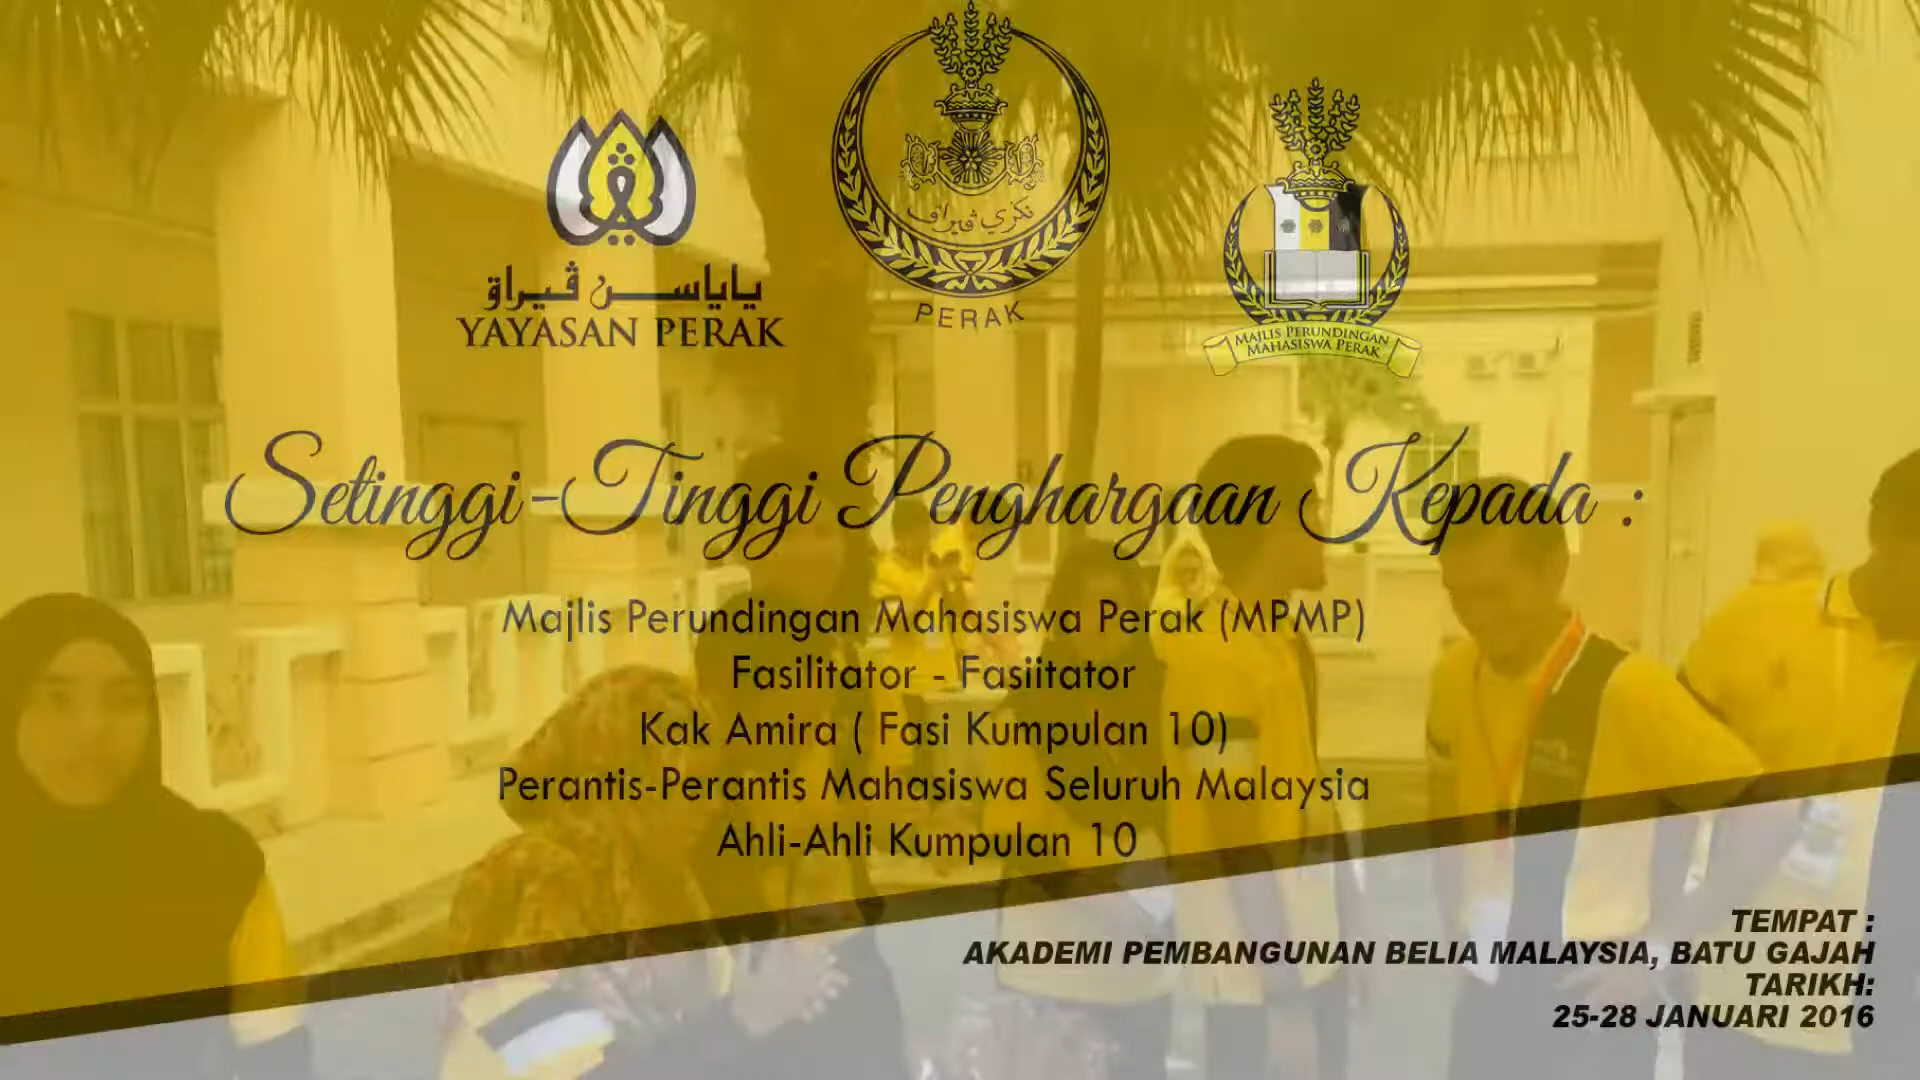 ياياسن ڤيراق
YAYASAN PERAK
نڬري ڤيراق
PERAK
MAJLIS PERUNDINGAN
MAHASISWA PERAK
Setinggi-Tinggi Penghargaan Kepada :
Majlis Perundingan Mahasiswa Perak (MPMP)
Fasilitator - Fasiitator
Kak Amira ( Fasi Kumpulan 10)
Perantis-Perantis Mahasiswa Seluruh Malaysia
Ahli-Ahli Kumpulan 10
TEMPAT :
AKADEMI PEMBANGUNAN BELIA MALAYSIA, BATU GAJAH
TARIKH:
25-28 JANUARI 2016